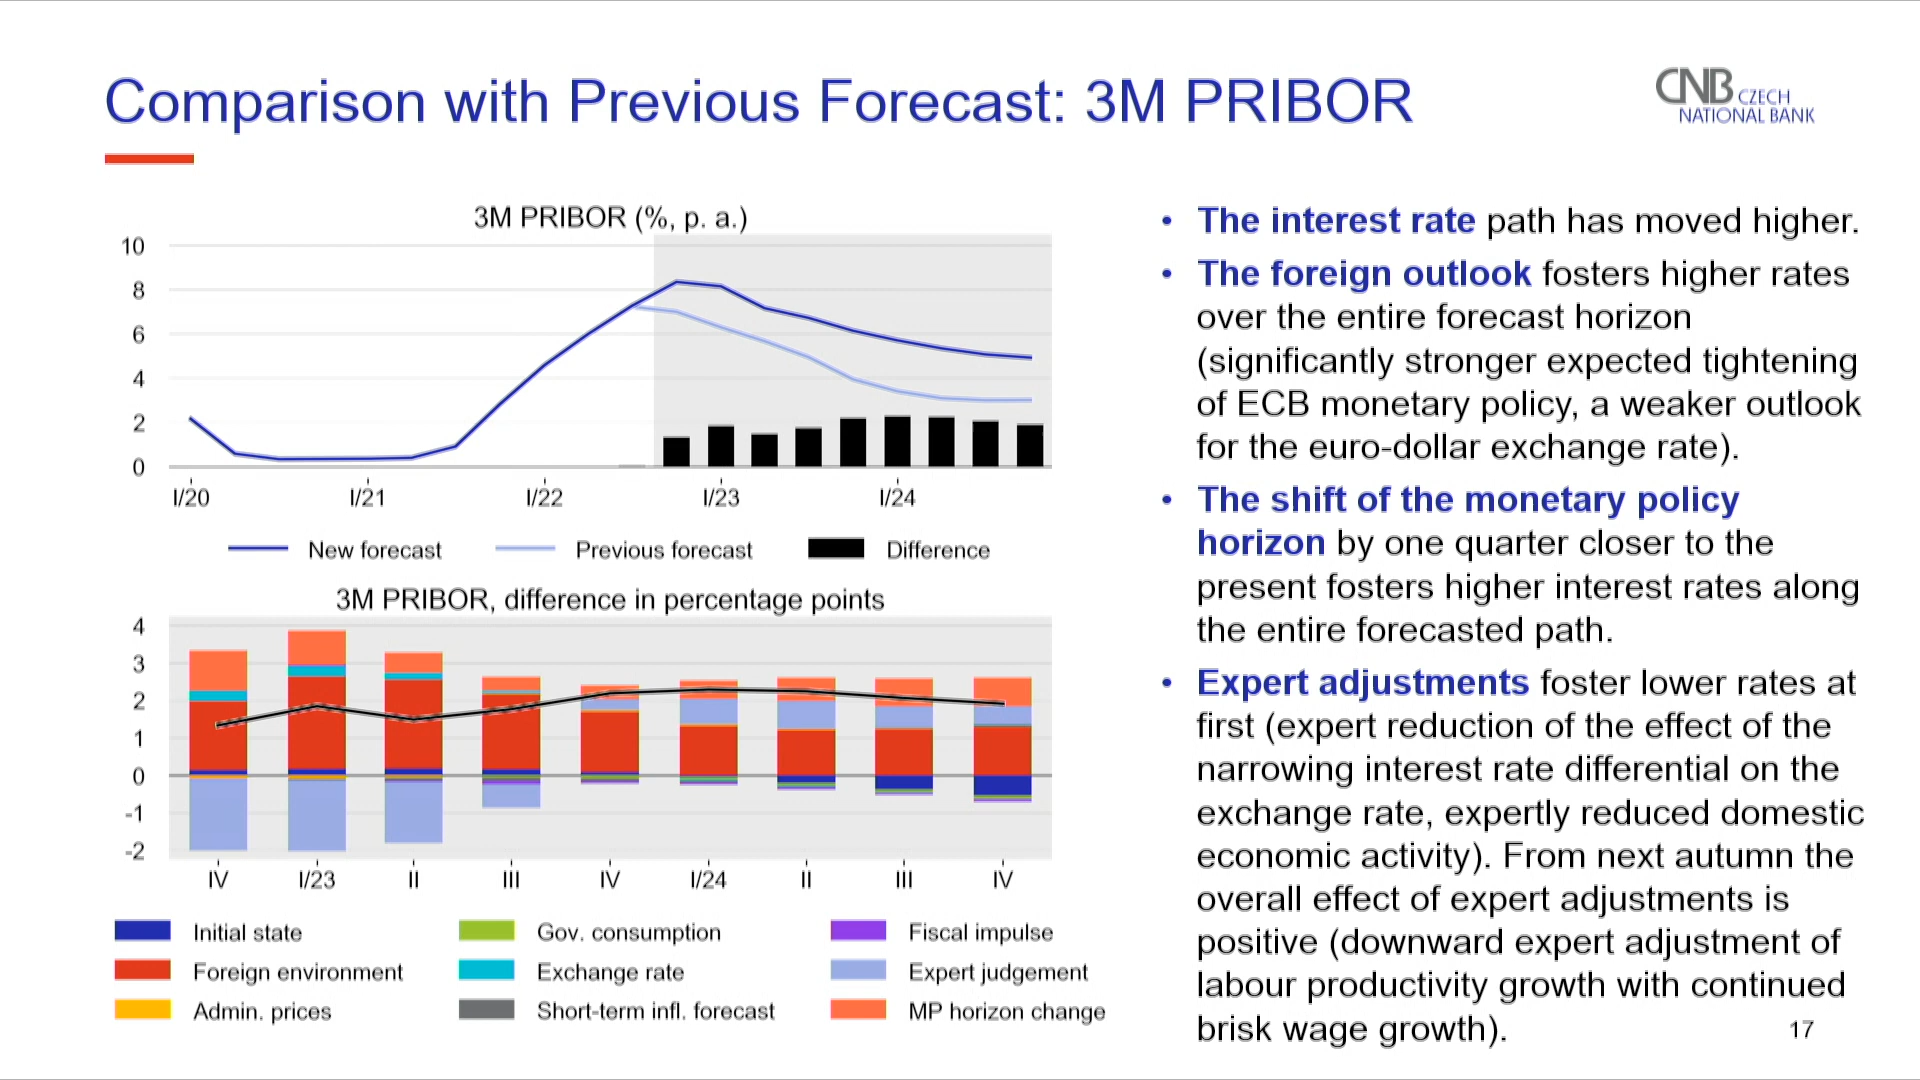 Comparison with Previous Forecast: 3M PRIBOR
CNB CZECH
NATIONAL BANK
3M PRIBOR (%, p. a.)
10
8
6
4
2
0
I/20 I/21 I/22 I/23 I/24
New forecast Previous forecast Difference
3M PRIBOR, difference in percentage points
4
3
2
1
0
-1
-2
IV I/23 II III IV I/24 II III IV
Initial state Gov. consumption Fiscal impulse
Foreign environment Exchange rate Expert judgement
Admin. prices Short-term infl. forecast MP horizon change
• The interest rate path has moved higher.
• The foreign outlook fosters higher rates
over the entire forecast horizon
(significantly stronger expected tightening
of ECB monetary policy, a weaker outlook
for the euro-dollar exchange rate).
• The shift of the monetary policy
horizon by one quarter closer to the
present fosters higher interest rates along
the entire forecasted path.
• Expert adjustments foster lower rates at
first (expert reduction of the effect of the
narrowing interest rate differential on the
exchange rate, expertly reduced domestic
economic activity). From next autumn the
overall effect of expert adjustments is
positive (downward expert adjustment of
labour productivity growth with continued
brisk wage growth).
17